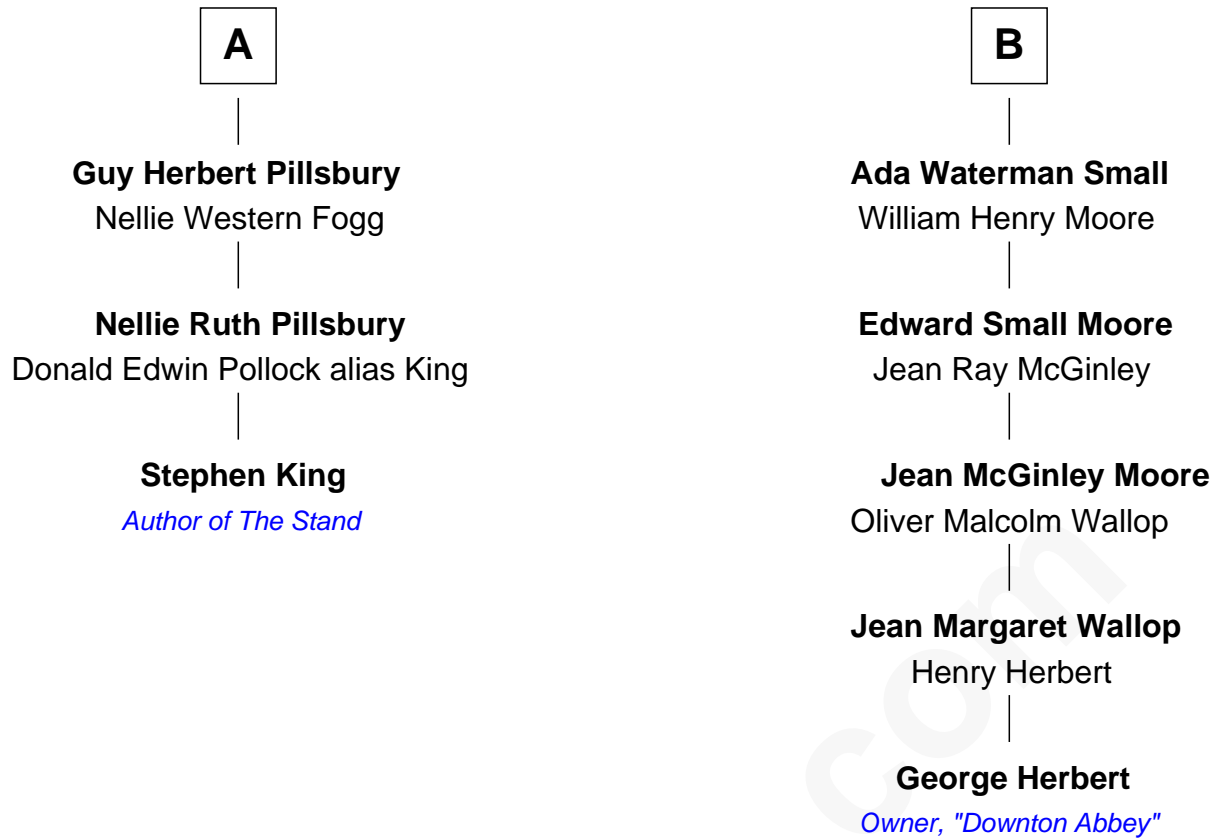 A
Guy Herbert Pillsbury
Nellie Western Fogg
Nellie Ruth Pillsbury
Donald Edwin Pollock alias King
Stephen King
Author of The Stand
B
Ada Waterman Small
William Henry Moore
Edward Small Moore
Jean Ray McGinley
Jean McGinley Moore
Oliver Malcolm Wallop
Jean Margaret Wallop
Henry Herbert
George Herbert
Owner, "Downton Abbey"
com